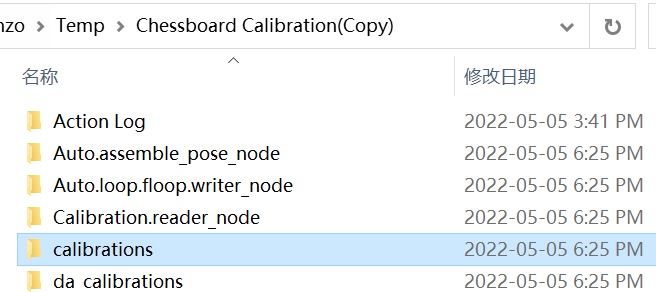 nzo > Temp > Chessboard Calibration(Copy)
名称 修改日期
Action Log 2022-05-05 3:41 PM
Auto.assemble_pose_node 2022-05-05 6:25 PM
Auto.loop.floop.writer_node 2022-05-05 6:25 PM
Calibration.reader_node 2022-05-05 6:25 PM
calibrations 2022-05-05 6:25 PM
da_calibrations 2022-05-05 6:25 PM